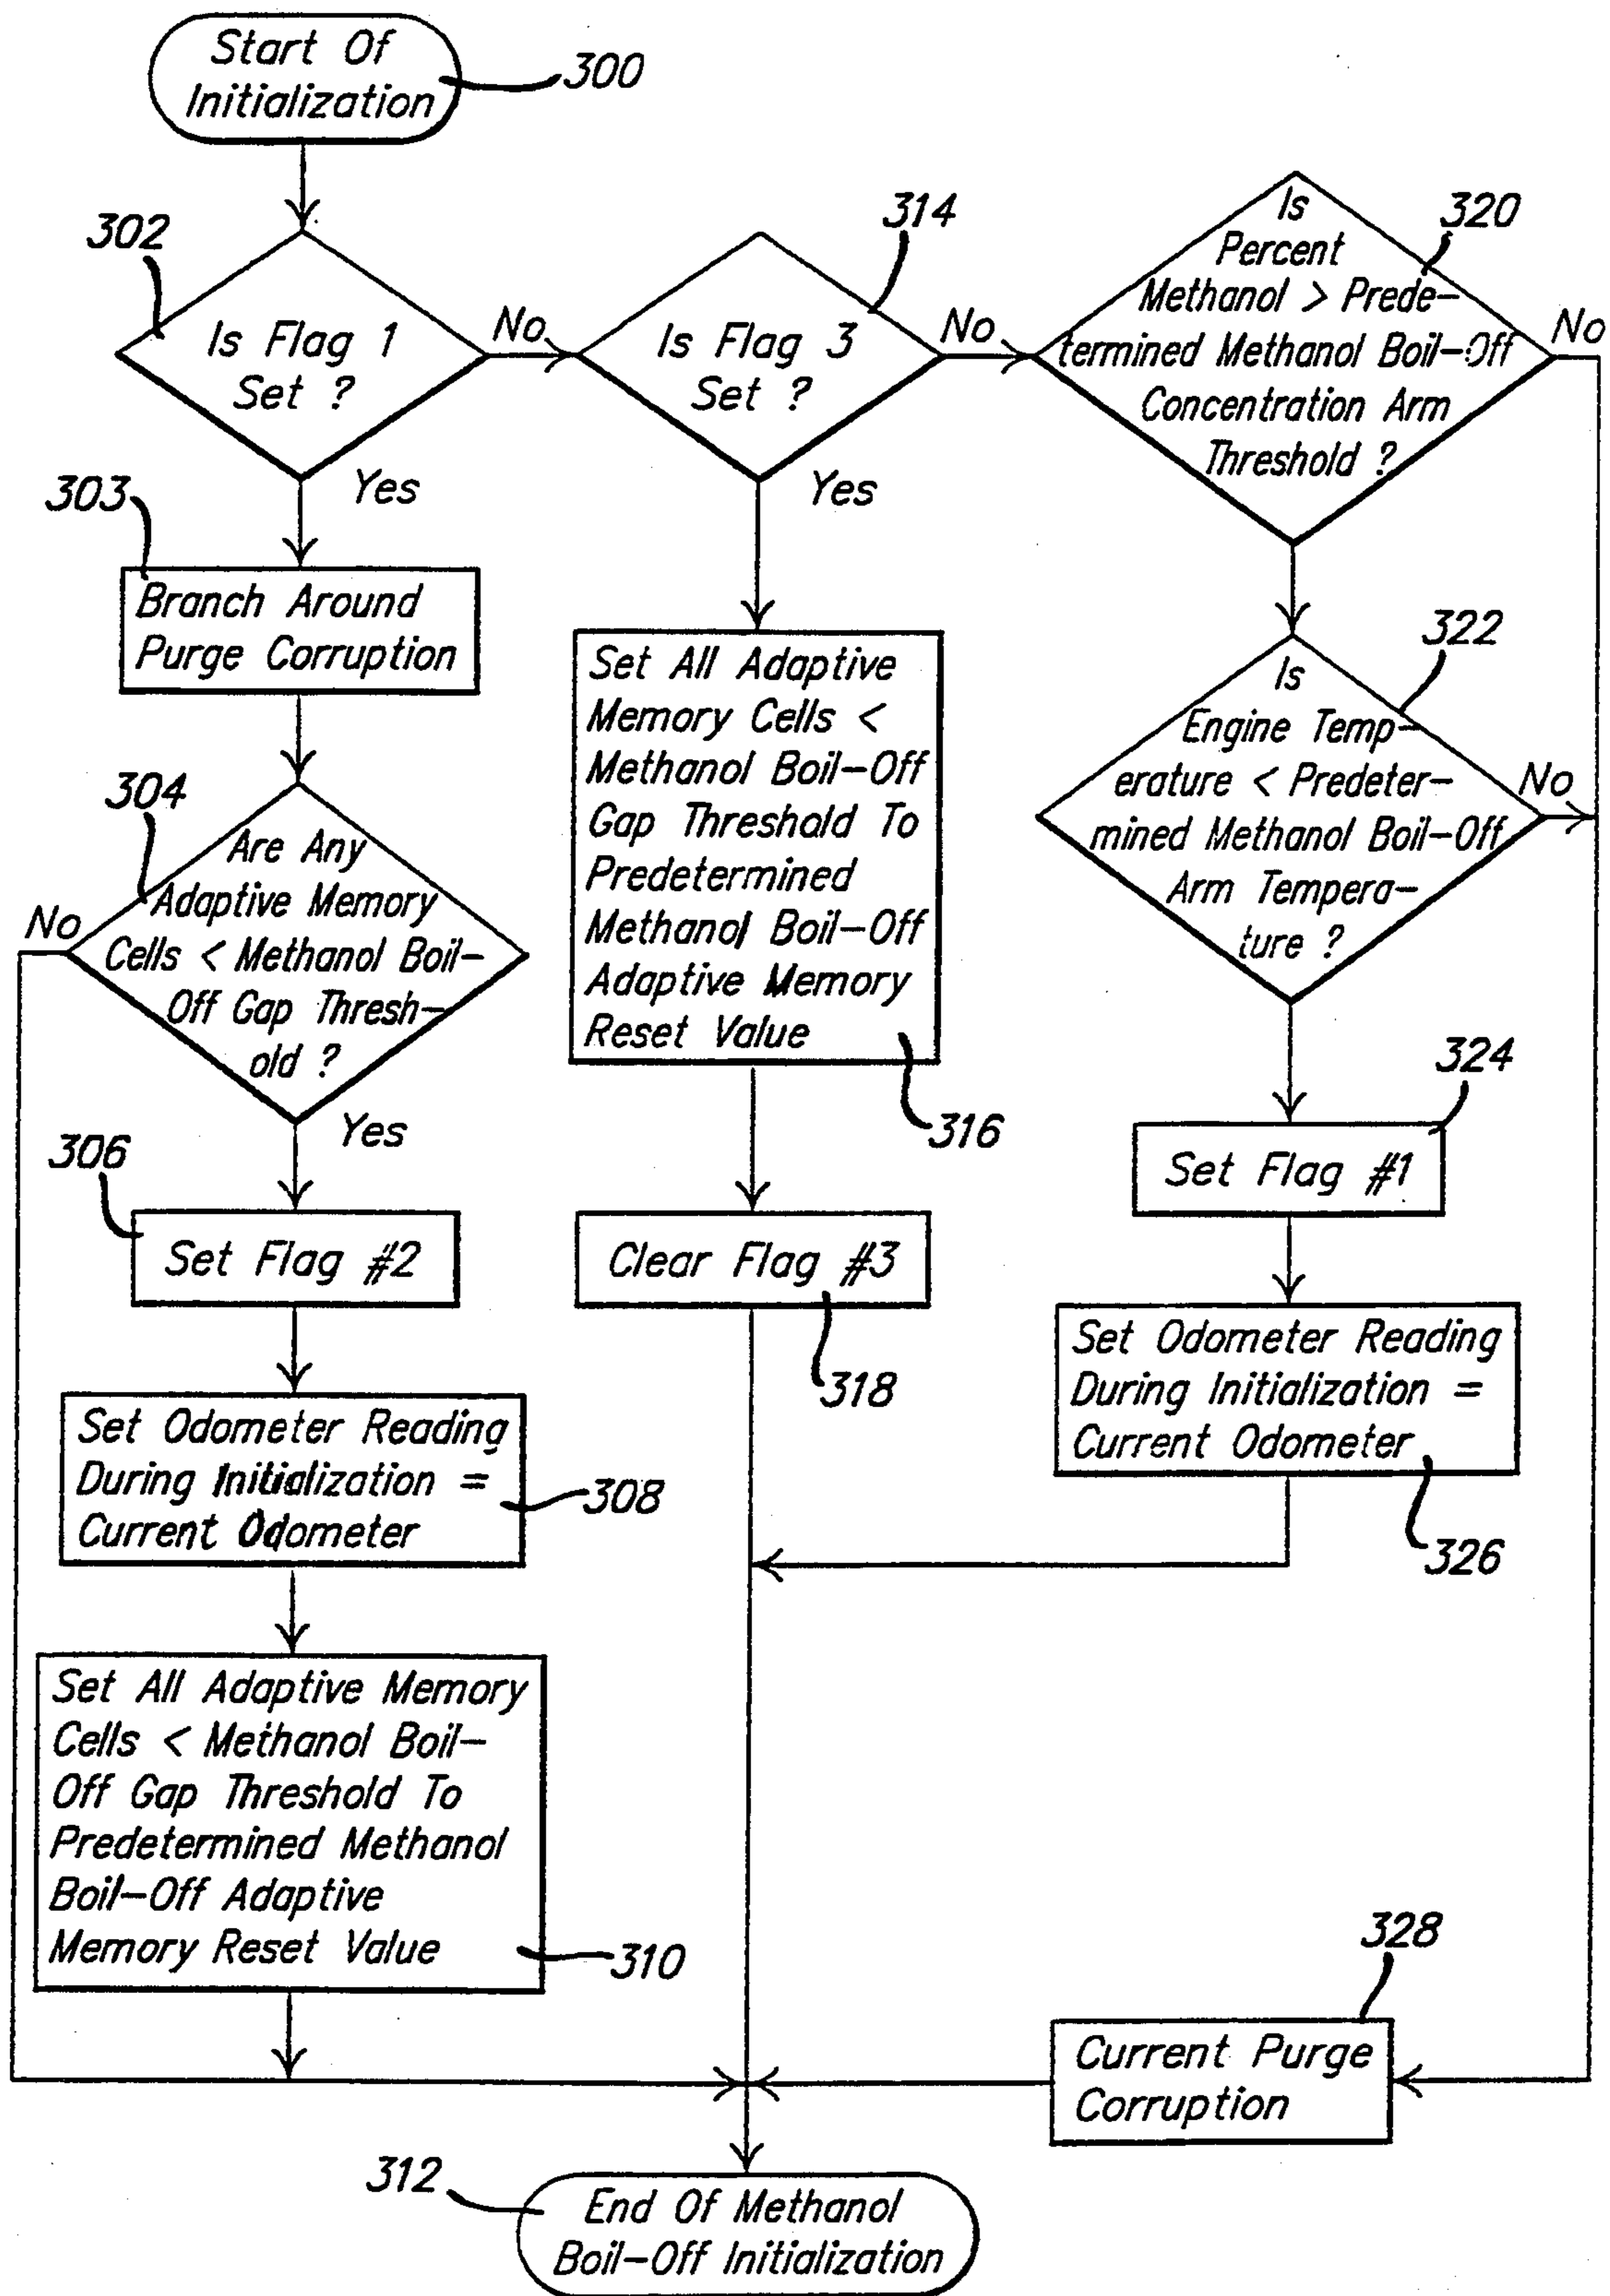 Start Of
Initialization
300
302
Is Flag 1
Set ?
No
Yes
303
Branch Around
Purge Corruption
304
Are Any
Adaptive Memory
Cells < Methanol Boil-
Off Gap Thresh-
old ?
No
Yes
306
Set Flag #2
Set Odometer Reading
During Initialization =
Current Odometer
308
Set All Adaptive Memory
Cells < Methanol Boil-
Off Gap Threshold To
Predetermined Methanol
Boil-Off Adaptive
Memory Reset Value
310
314
Is Flag 3
Set ?
No
Yes
Set All Adaptive
Memory Cells <
Methanol Boil-Off
Gap Threshold To
Predetermined
Methanol Boil-Off
Adaptive Memory
Reset Value
316
Clear Flag #3
318
320
Is
Percent
Methanol > Prede-
termined Methanol Boil-Off
Concentration Arm
Threshold ?
No
322
Is
Engine Temp-
erature < Predeter-
mined Methanol Boil-Off
Arm Tempera-
ture ?
No
324
Set Flag #1
Set Odometer Reading
During Initialization =
Current Odometer
326
328
Current Purge
Corruption
312
End Of Methanol
Boil-Off Initialization